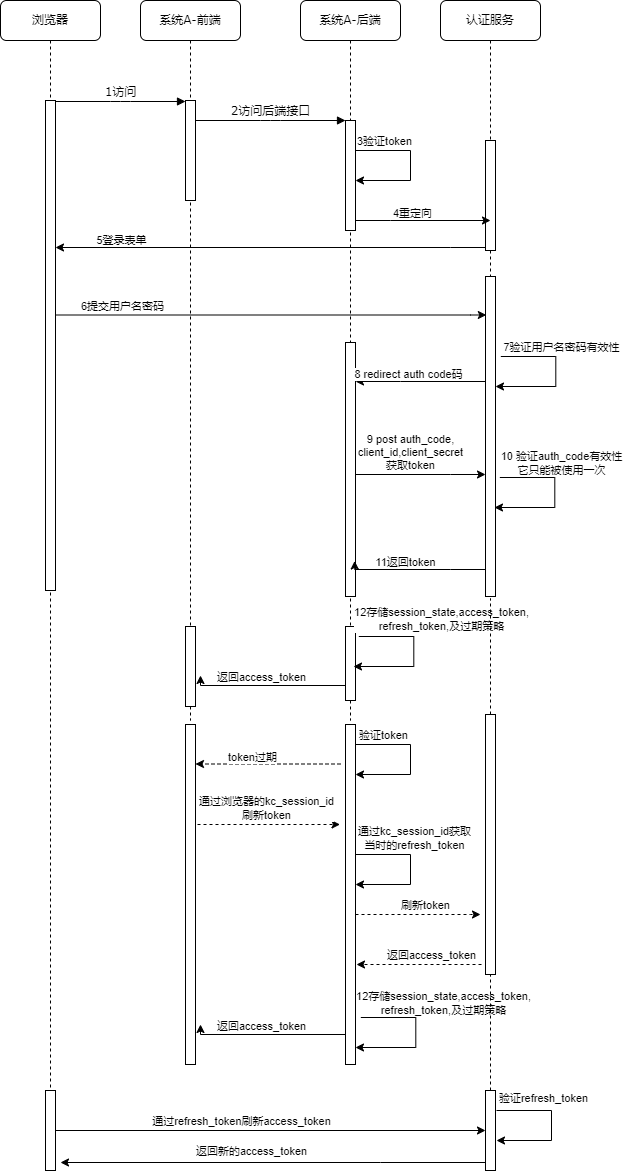 浏览器
系统A-前端
系统A-后端
认证服务
1访问
2访问后端接口
3验证token
4重定向
5登录表单
6提交用户名密码
7验证用户名密码有效性
8 redirect auth code码
9 post auth_code,
client_id,client_secret
获取token
10 验证auth_code有效性
它只能被使用一次
11返回token
12存储session_state,access_token,
refresh_token,及过期策略
返回access_token
验证token
token过期
通过浏览器的kc_session_id
刷新token
通过kc_session_id获取
当时的refresh_token
刷新token
返回access_token
12存储session_state,access_token,
refresh_token,及过期策略
返回access_token
验证refresh_token
通过refresh_token刷新access_token
返回新的access_token